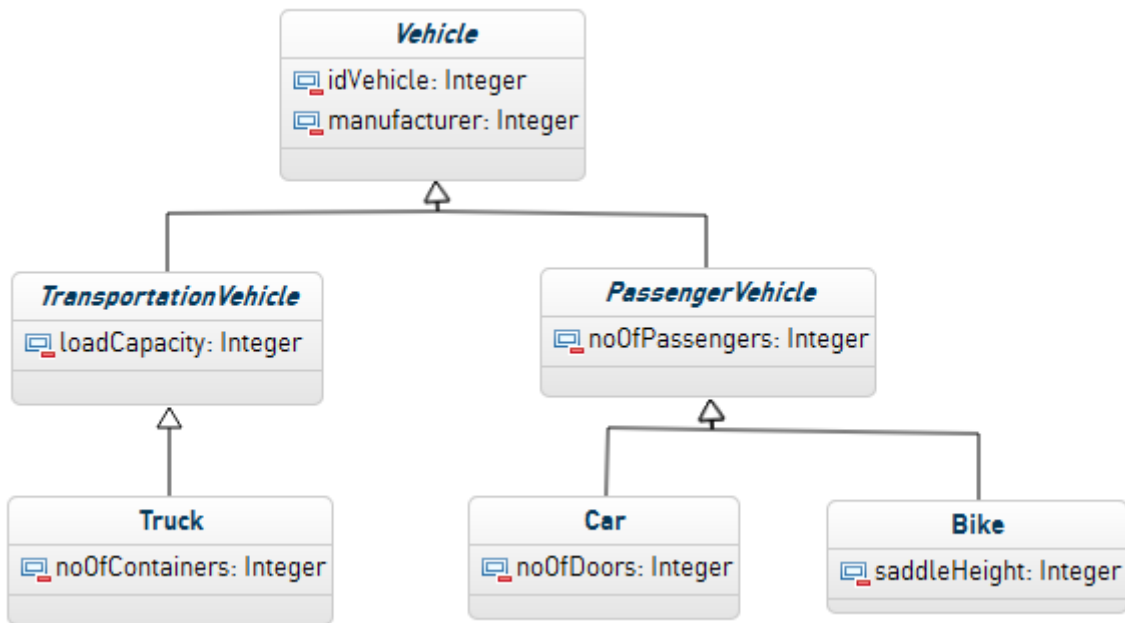 Vehicle
idVehicle: Integer
manufacturer: Integer
TransportationVehicle
loadCapacity: Integer
PassengerVehicle
noOfPassengers: Integer
Truck
noOfContainers: Integer
Car
noOfDoors: Integer
Bike
saddleHeight: Integer